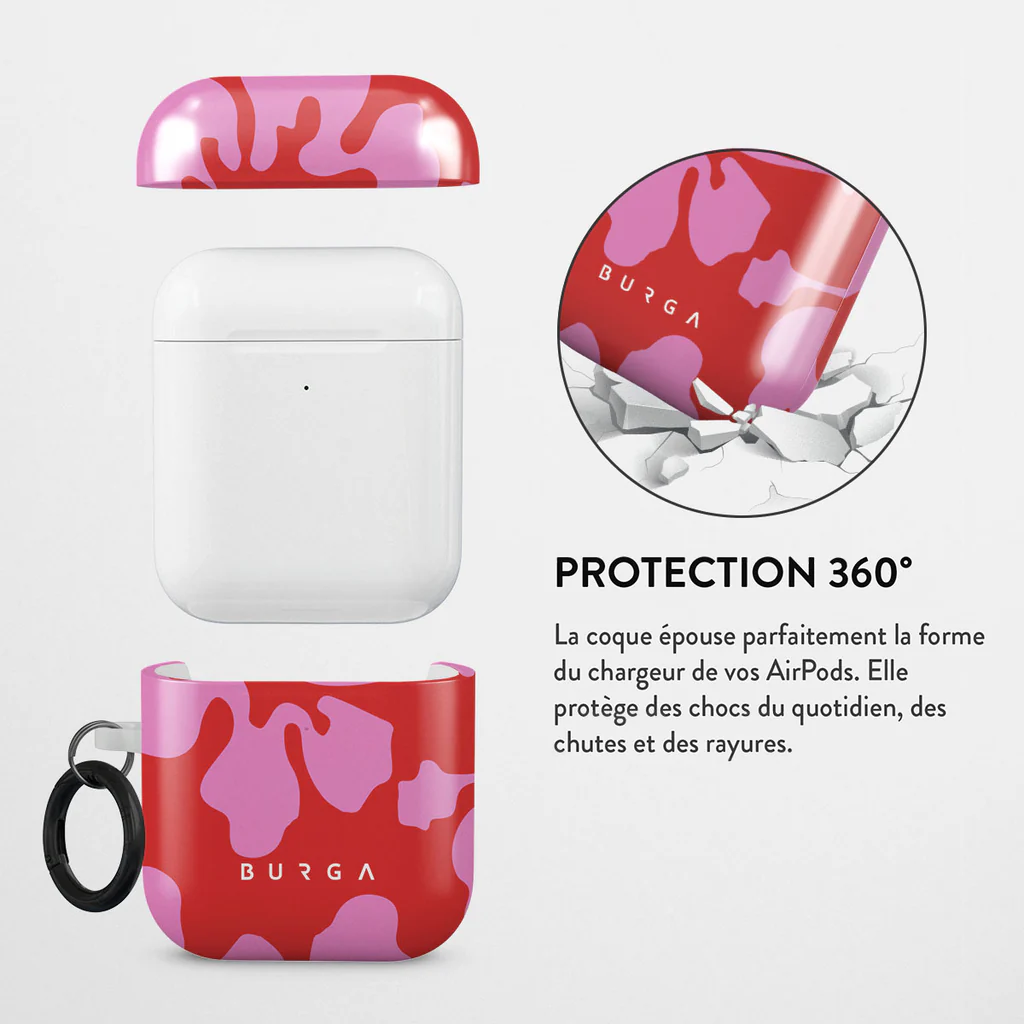 BURGA
PROTECTION 360°
La coque épouse parfaitement la forme
du chargeur de vos AirPods. Elle
protège des chocs du quotidien, des
chutes et des rayures.
BURGA